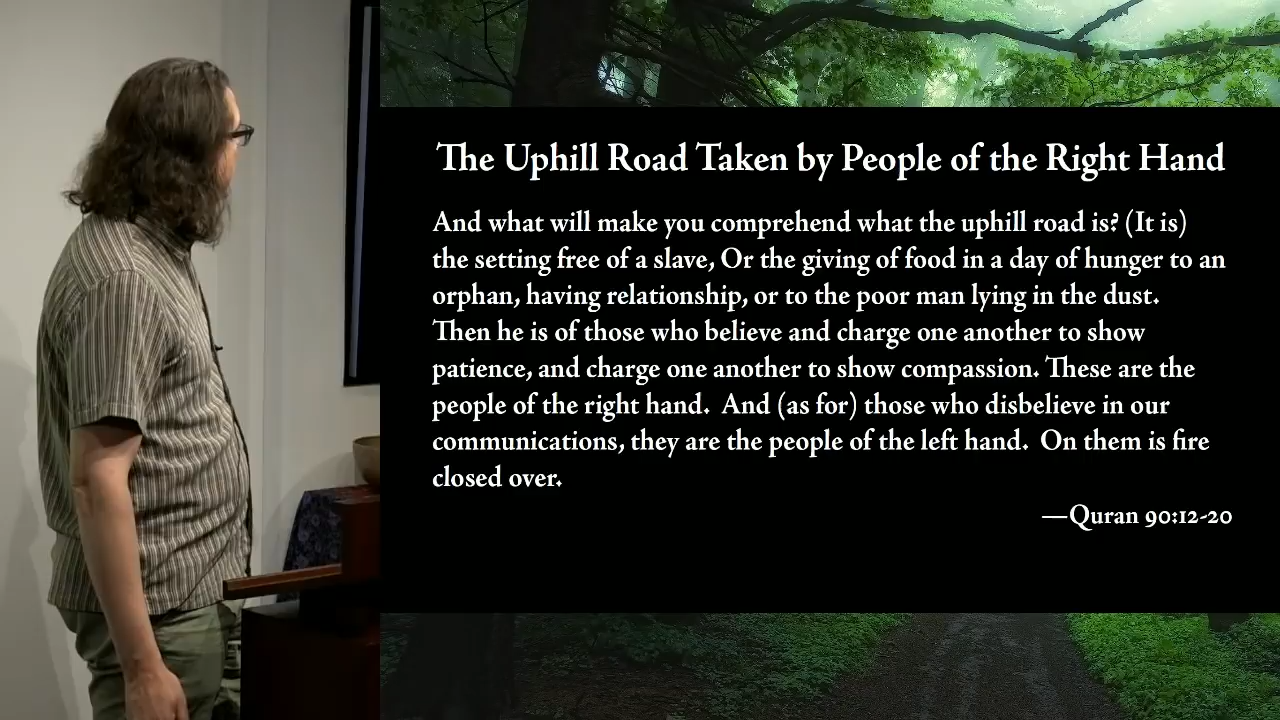 The Uphill Road Taken by People of the Right Hand
And what will make you comprehend what the uphill road is? (It is)
the setting free of a slave, Or the giving of food in a day of hunger to an
orphan, having relationship, or to the poor man lying in the dust.
Then he is of those who believe and charge one another to show
patience, and charge one another to show compassion. These are the
people of the right hand.  And (as for) those who disbelieve in our
communications, they are the people of the left hand.  On them is fire
closed over.
—Quran 90:12-20